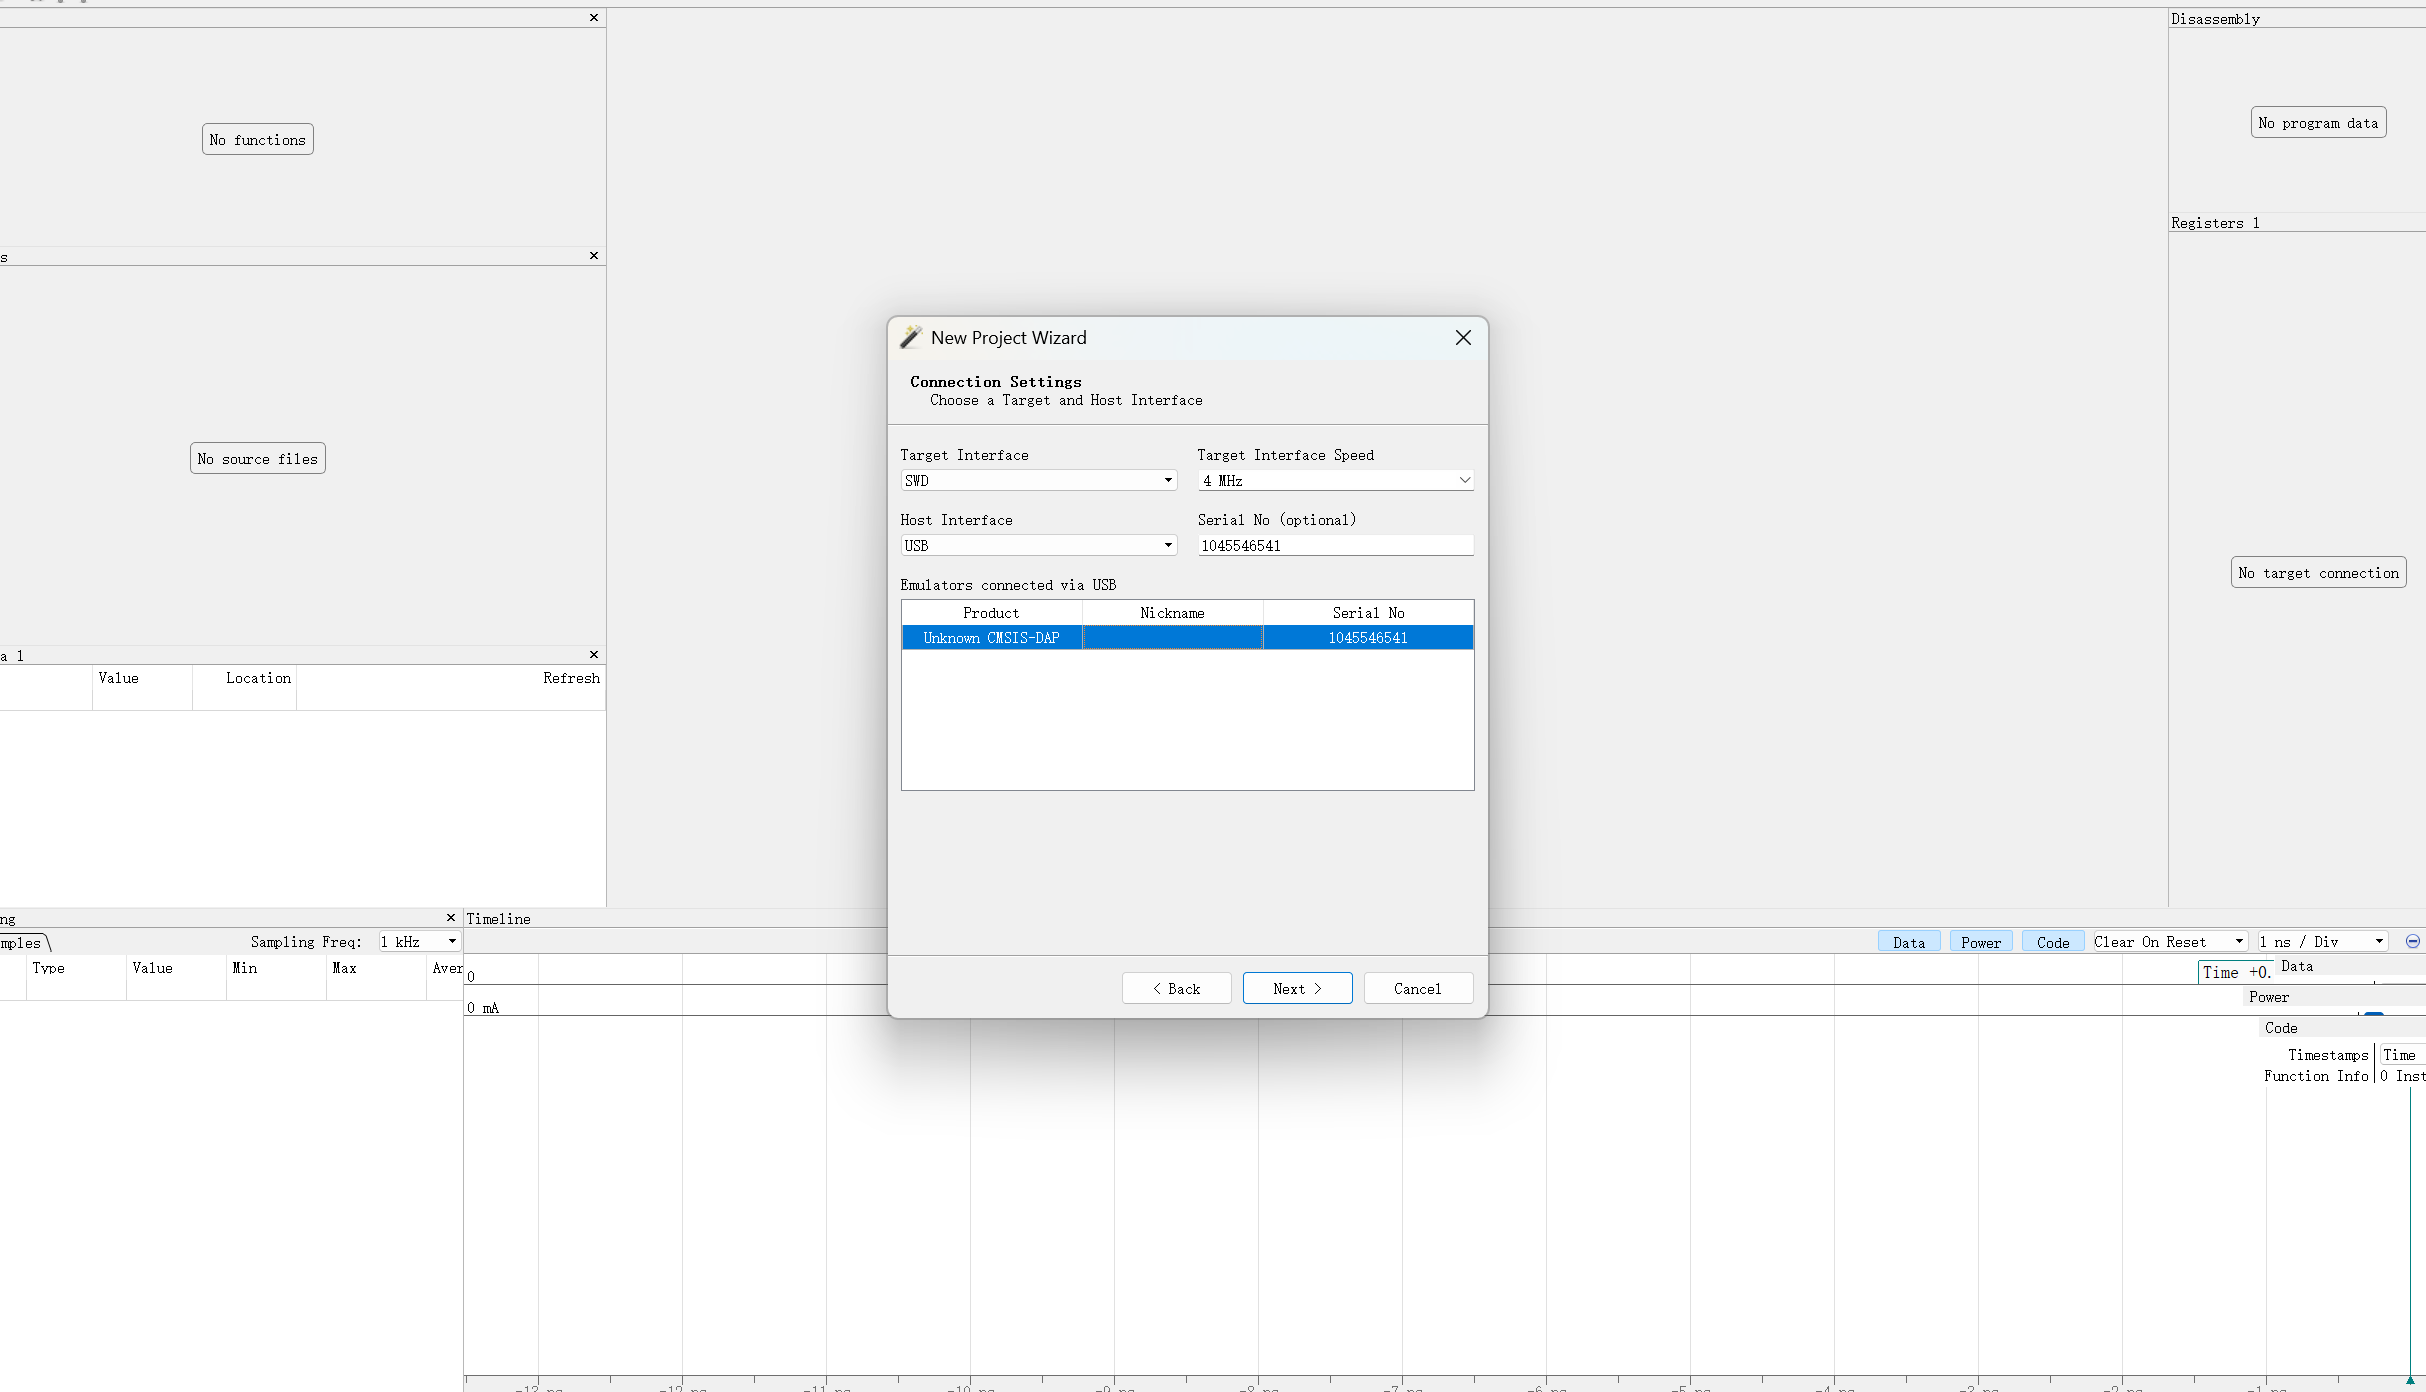 Disassembly
No functions
No program data
Registers 1
s
No source files
No target connection
a 1
Value Location Refresh
New Project Wizard
Connection Settings
Choose a Target and Host Interface
Target Interface Target Interface Speed
SWD 4 MHz
Host Interface Serial No (optional)
USB 1045546541
Emulators connected via USB
Product Nickname Serial No
Unknown CMSIS-DAP 1045546541
< Back Next > Cancel
ng
mples
Sampling Freq: 1 kHz
Type Value Min Max Aver
Timeline
Data Power Code Clear On Reset 1 ns / Div
0
Time +0. Data
0 mA
Power
Code
Timestamps Time
Function Info 0 Inst